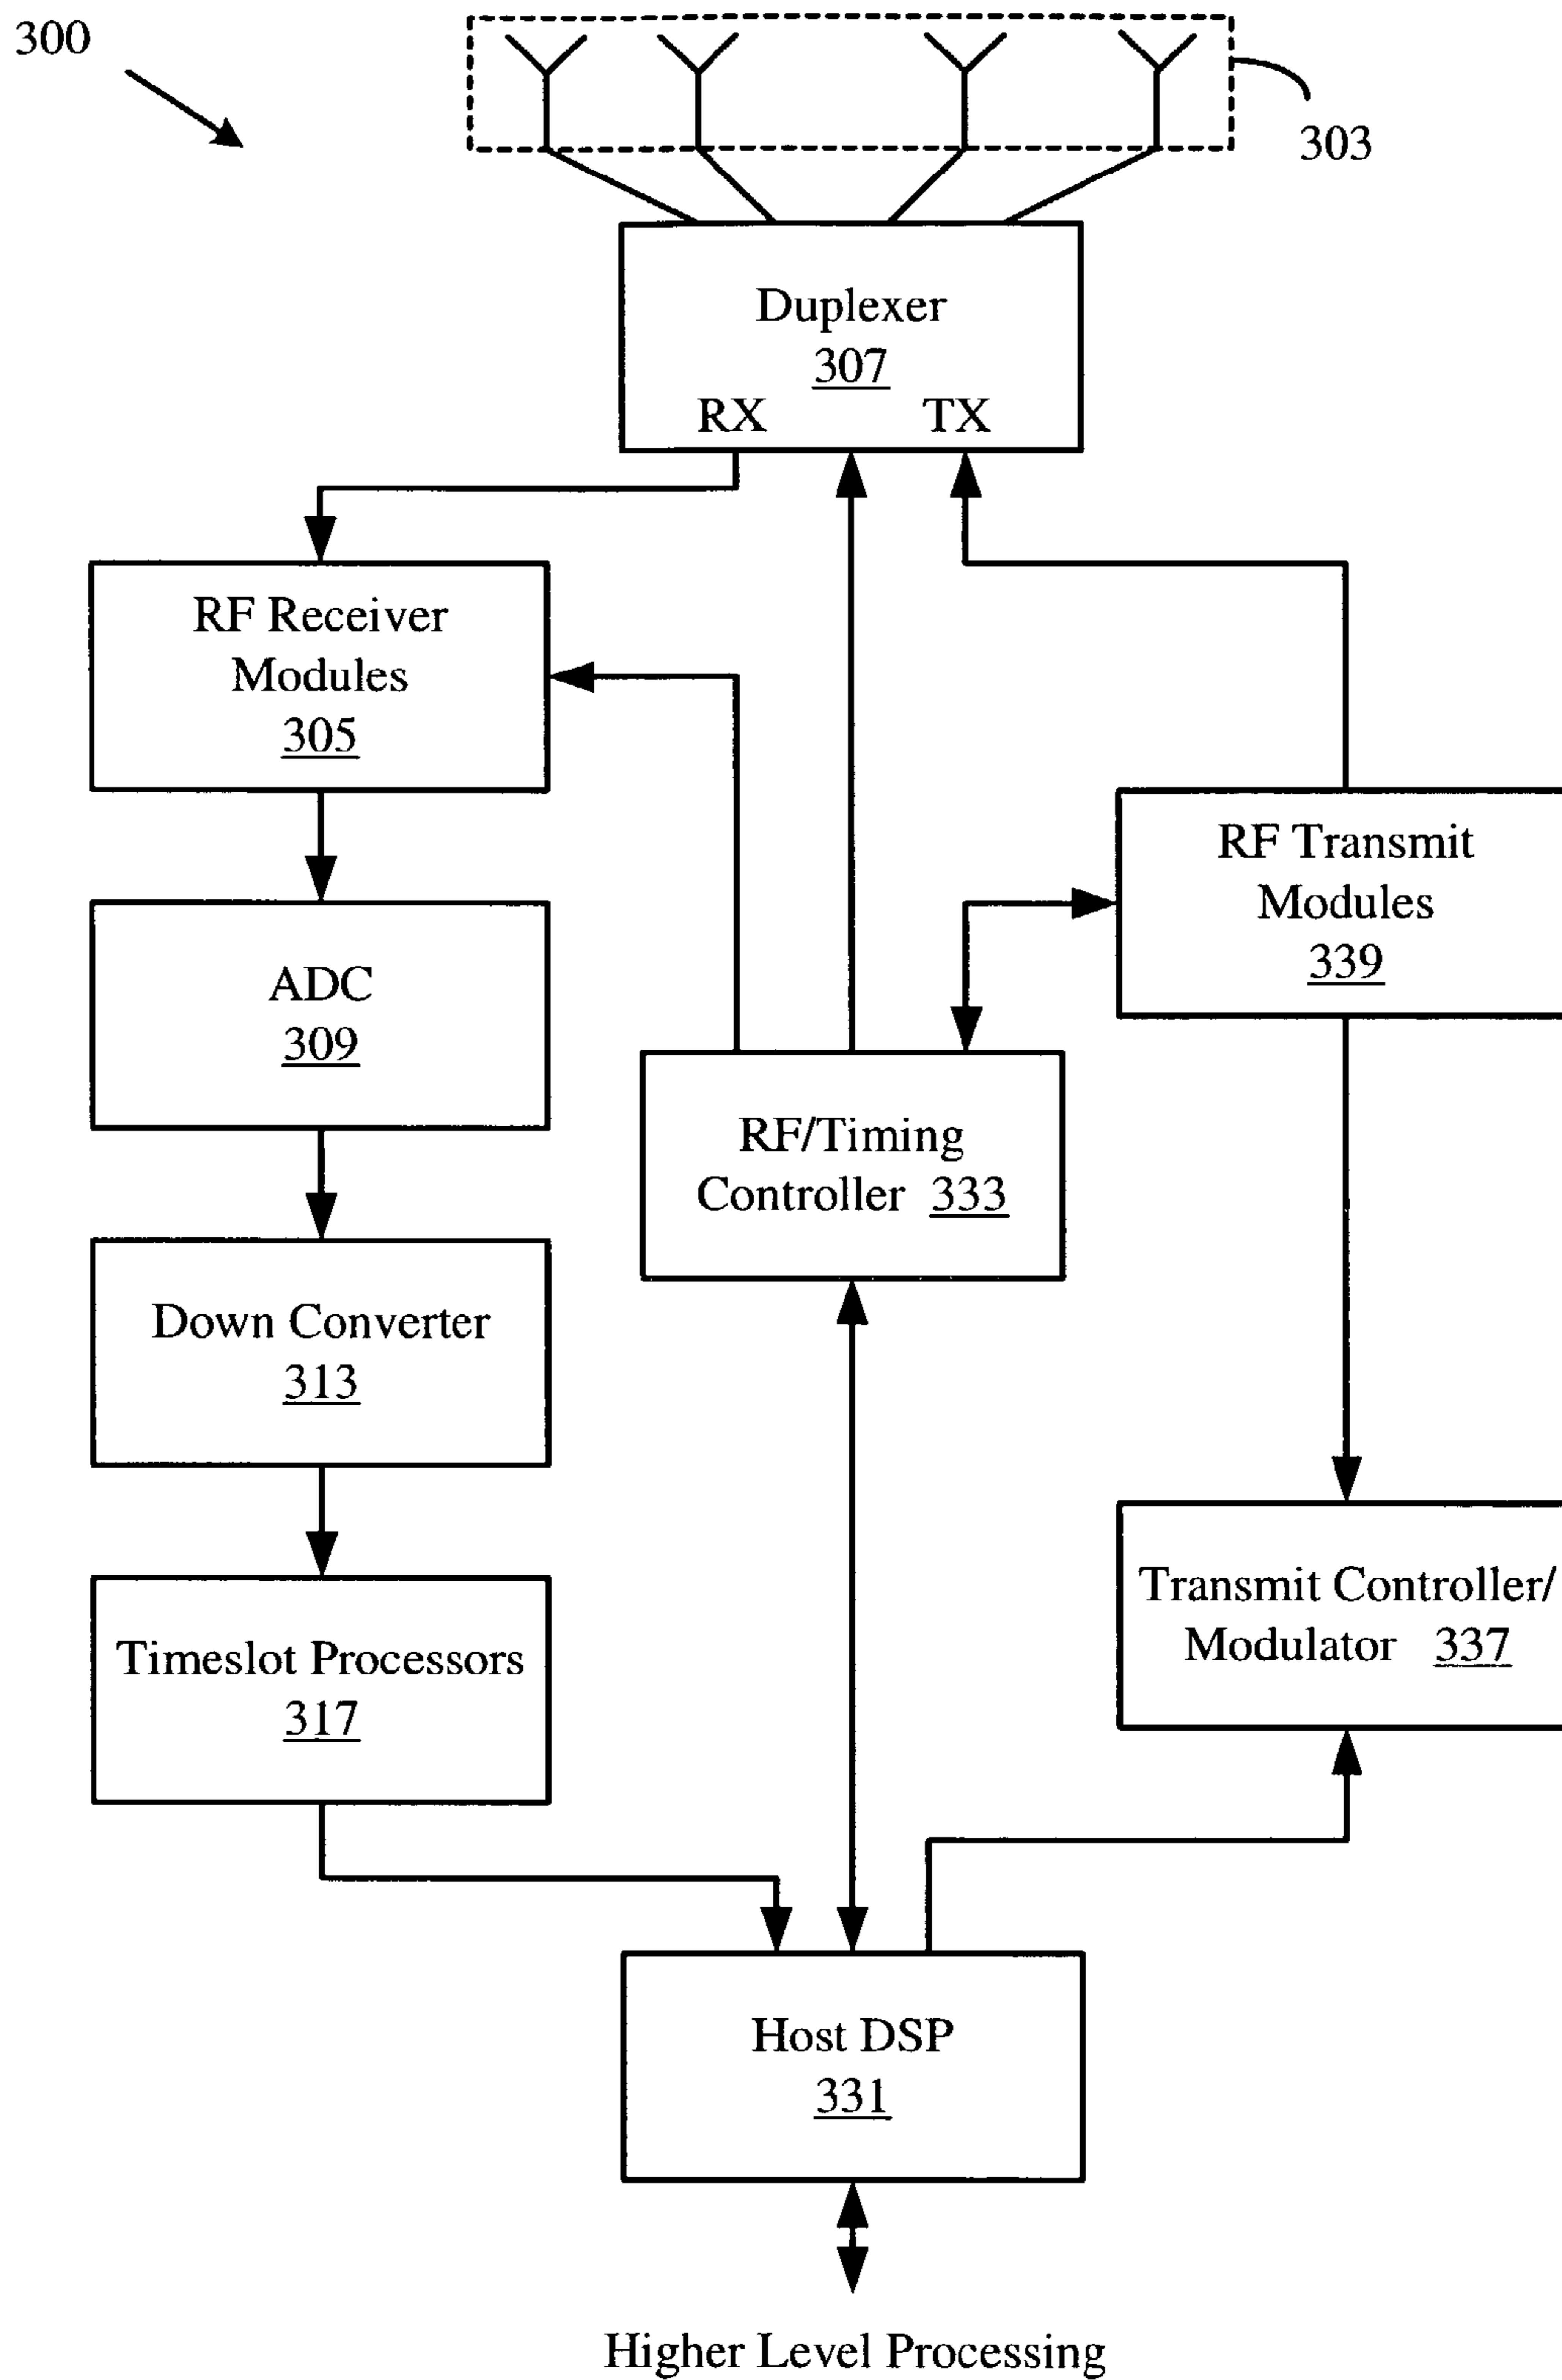 300
303
Duplexer
307
RX TX
RF Receiver
Modules
305
RF Transmit
Modules
339
ADC
309
RF/Timing
Controller 333
Down Converter
313
Transmit Controller/
Modulator 337
Timeslot Processors
317
Host DSP
331
Higher Level Processing